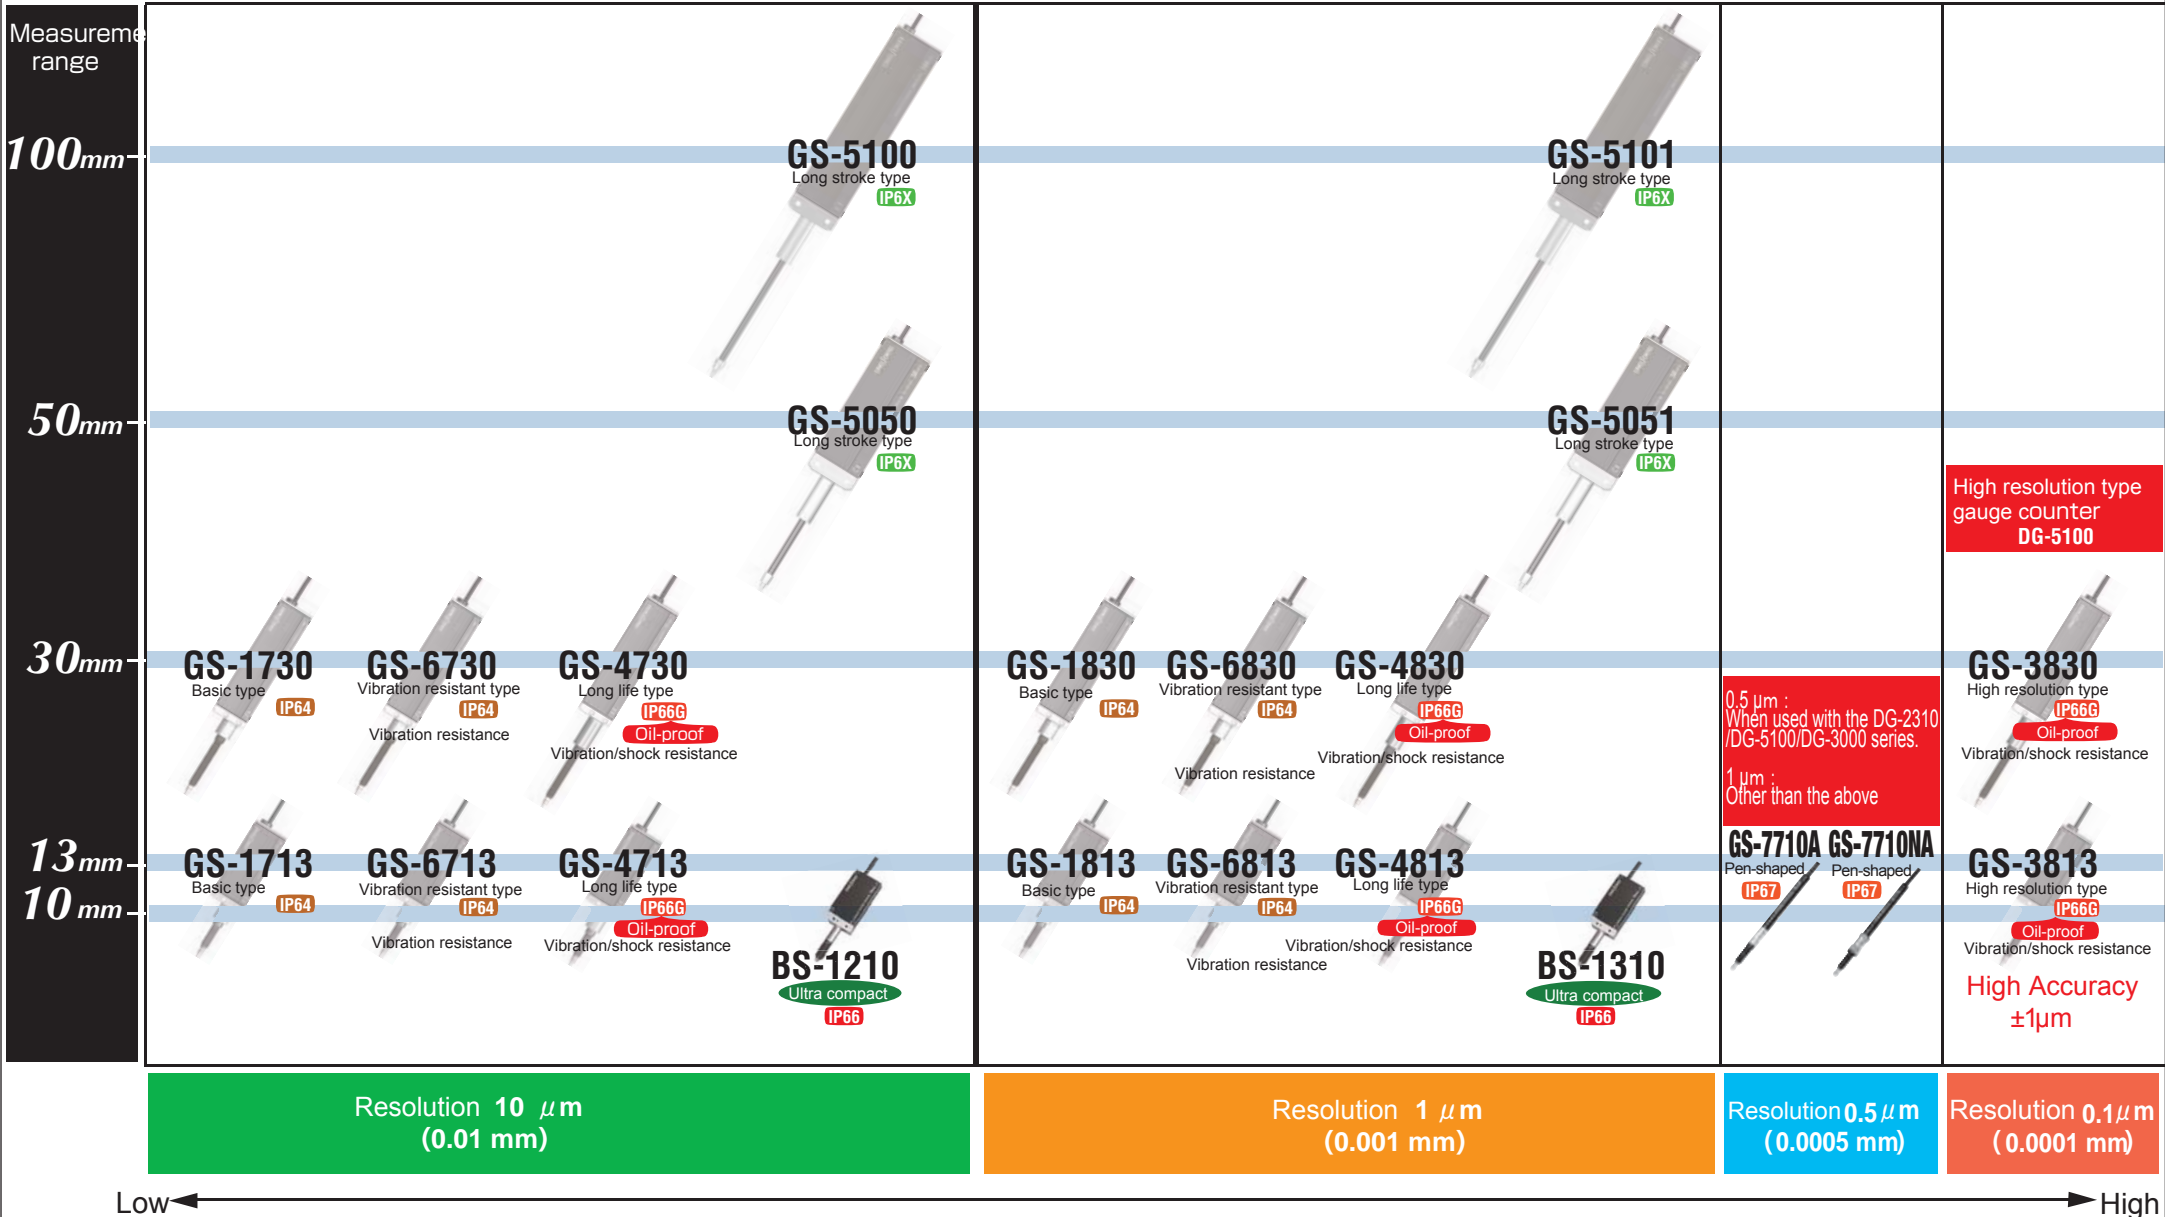 Measureme
range
100mm
GS-5100
Long stroke type
IP6X
GS-5101
Long stroke type
IP6X
50mm
GS-5050
Long stroke type
IP6X
GS-5051
Long stroke type
IP6X
High resolution type
gauge counter
DG-5100
30mm
GS-1730
Basic type
IP64
GS-6730
Vibration resistant type
IP64
Vibration resistance
GS-4730
Long life type
IP66G
Oil-proof
Vibration/shock resistance
GS-1830
Basic type
IP64
GS-6830
Vibration resistant type
IP64
Vibration resistance
GS-4830
Long life type
IP66G
Oil-proof
Vibration/shock resistance
0.5 μm :
When used with the DG-2310
/DG-5100/DG-3000 series.
1 μm :
Other than the above
GS-3830
High resolution type
IP66G
Oil-proof
Vibration/shock resistance
13mm
10mm
GS-1713
Basic type
IP64
GS-6713
Vibration resistant type
IP64
Vibration resistance
GS-4713
Long life type
IP66G
Oil-proof
Vibration/shock resistance
BS-1210
Ultra compact
IP66
GS-1813
Basic type
IP64
GS-6813
Vibration resistant type
IP64
Vibration resistance
GS-4813
Long life type
IP66G
Oil-proof
Vibration/shock resistance
BS-1310
Ultra compact
IP66
GS-7710A
Pen-shaped
IP67
GS-7710NA
Pen-shaped
IP67
GS-3813
High resolution type
IP66G
Oil-proof
Vibration/shock resistance
High Accuracy
±1μm
Resolution 10 μm
(0.01 mm)
Resolution 1 μm
(0.001 mm)
Resolution 0.5μm
(0.0005 mm)
Resolution 0.1μm
(0.0001 mm)
Low
High